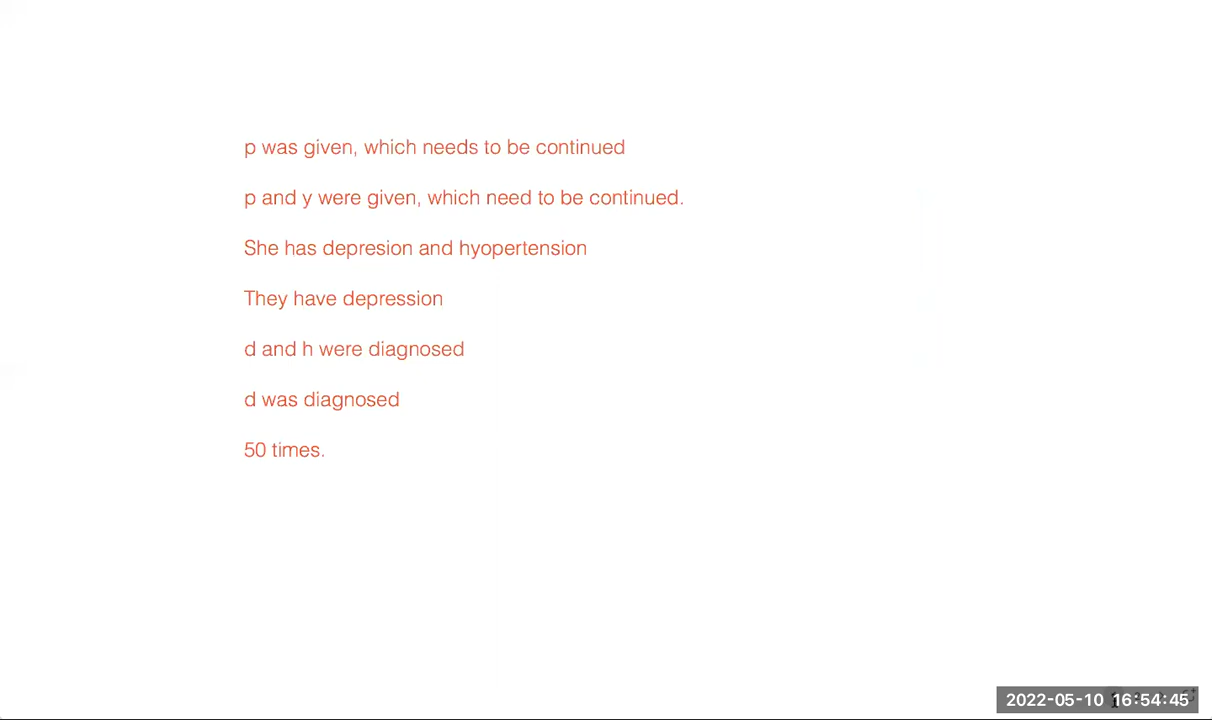 p was given, which needs to be continued
p and y were given, which need to be continued.
She has depresion and hyopertension
They have depression
d and h were diagnosed
d was diagnosed
50 times.
2022-05-10 16:54:45